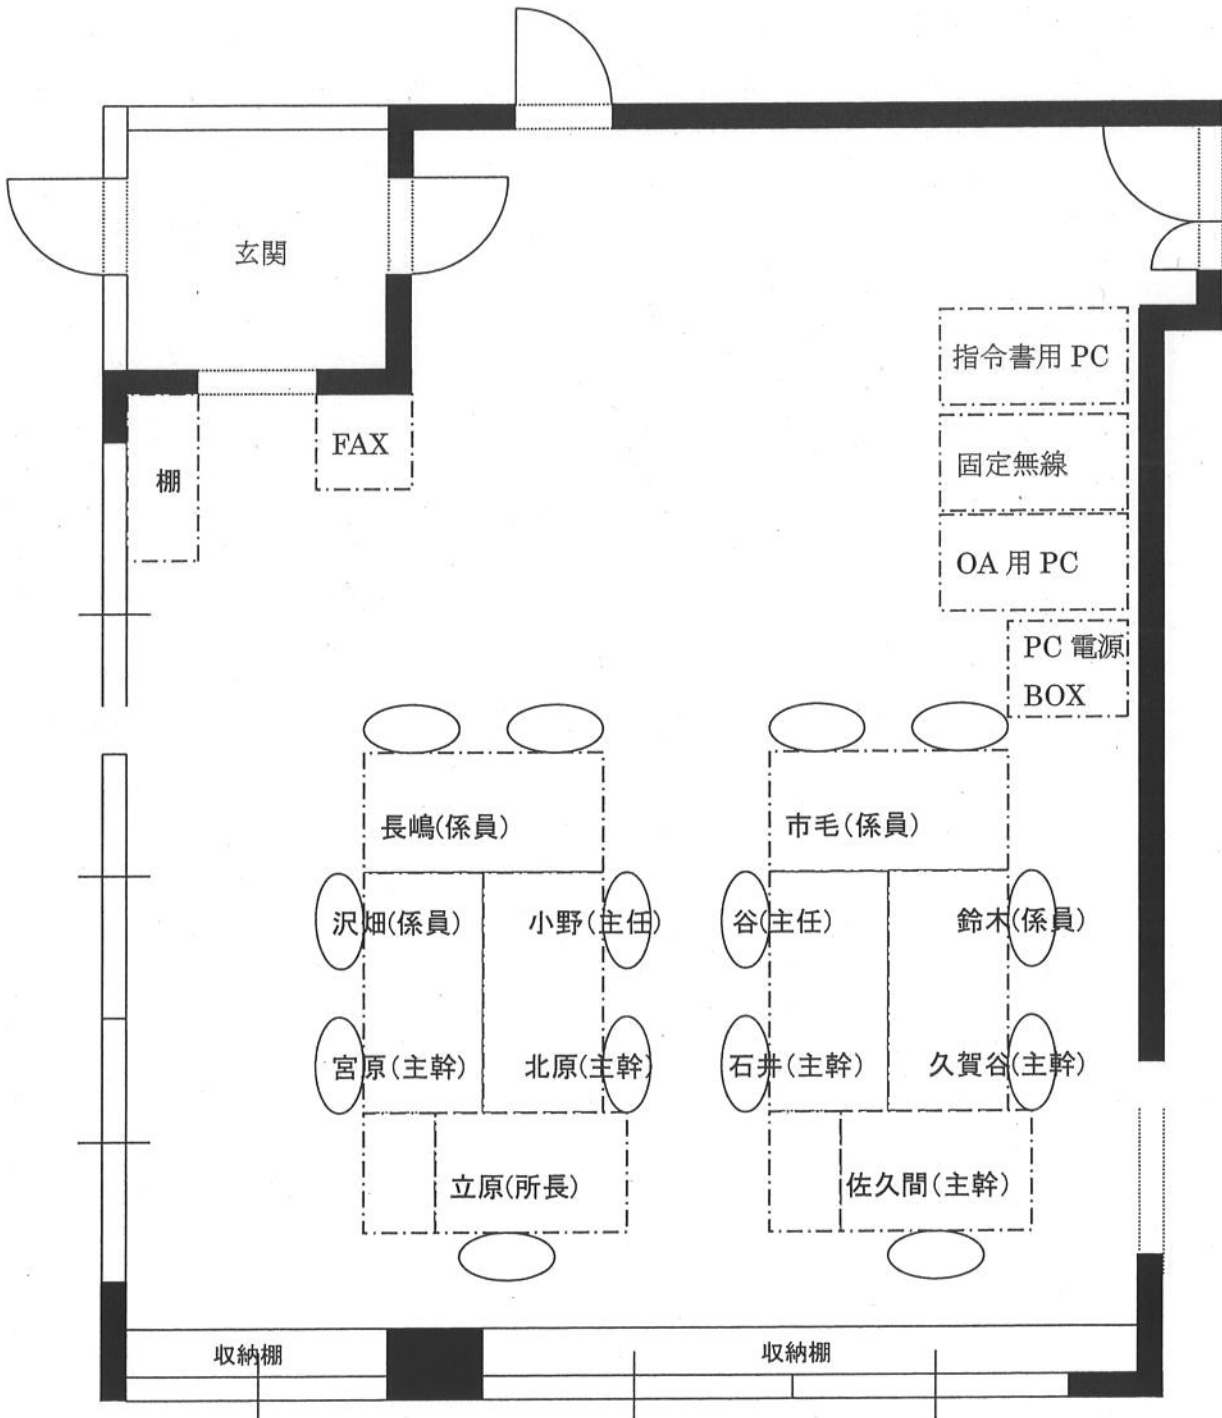 玄関
指令書用 PC
FAX
固定無線
棚
OA 用 PC
PC 電源
BOX
長嶋(係員)
市毛(係員)
沢畑(係員)
小野(主任)
谷(主任)
鈴木(係員)
宮原(主幹)
北原(主幹)
石井(主幹)
久賀谷(主幹)
立原(所長)
佐久間(主幹)
収納棚
収納棚